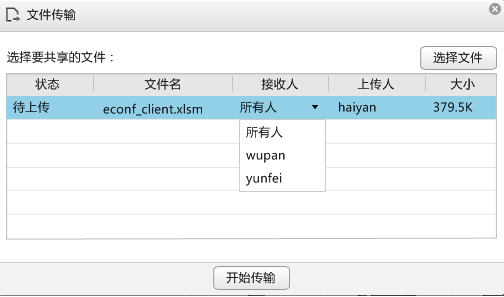 文件传输
选择要共享的文件：
选择文件
状态 文件名 接收人 上传人 大小
待上传 econf_client.xlsm 所有人 haiyan 379.5K
所有人
wupan
yunfei
开始传输